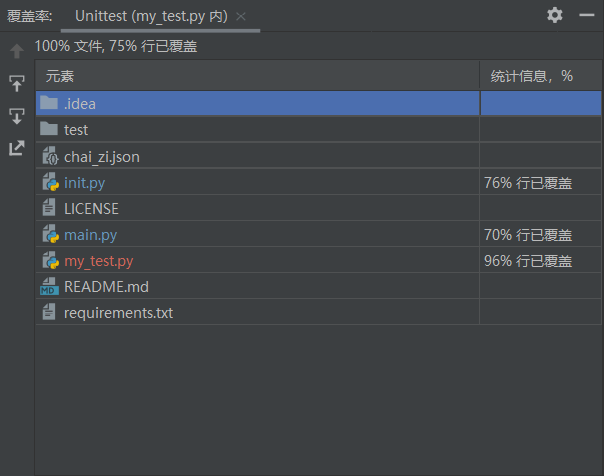 覆盖率: Unittest (my_test.py 内)
100% 文件, 75% 行已覆盖
元素 统计信息, %
.idea
test
chai_zi.json
init.py 76% 行已覆盖
LICENSE
main.py 70% 行已覆盖
my_test.py 96% 行已覆盖
MD README.md
requirements.txt